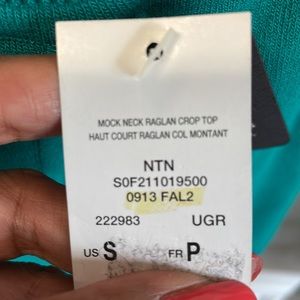 MOCK NECK RAGLAN CROP TOP
HAUT COURT RAGLAN COL MONTANT
NTN
S0F211019500
0913 FAL2
222983 UGR
US S FR P